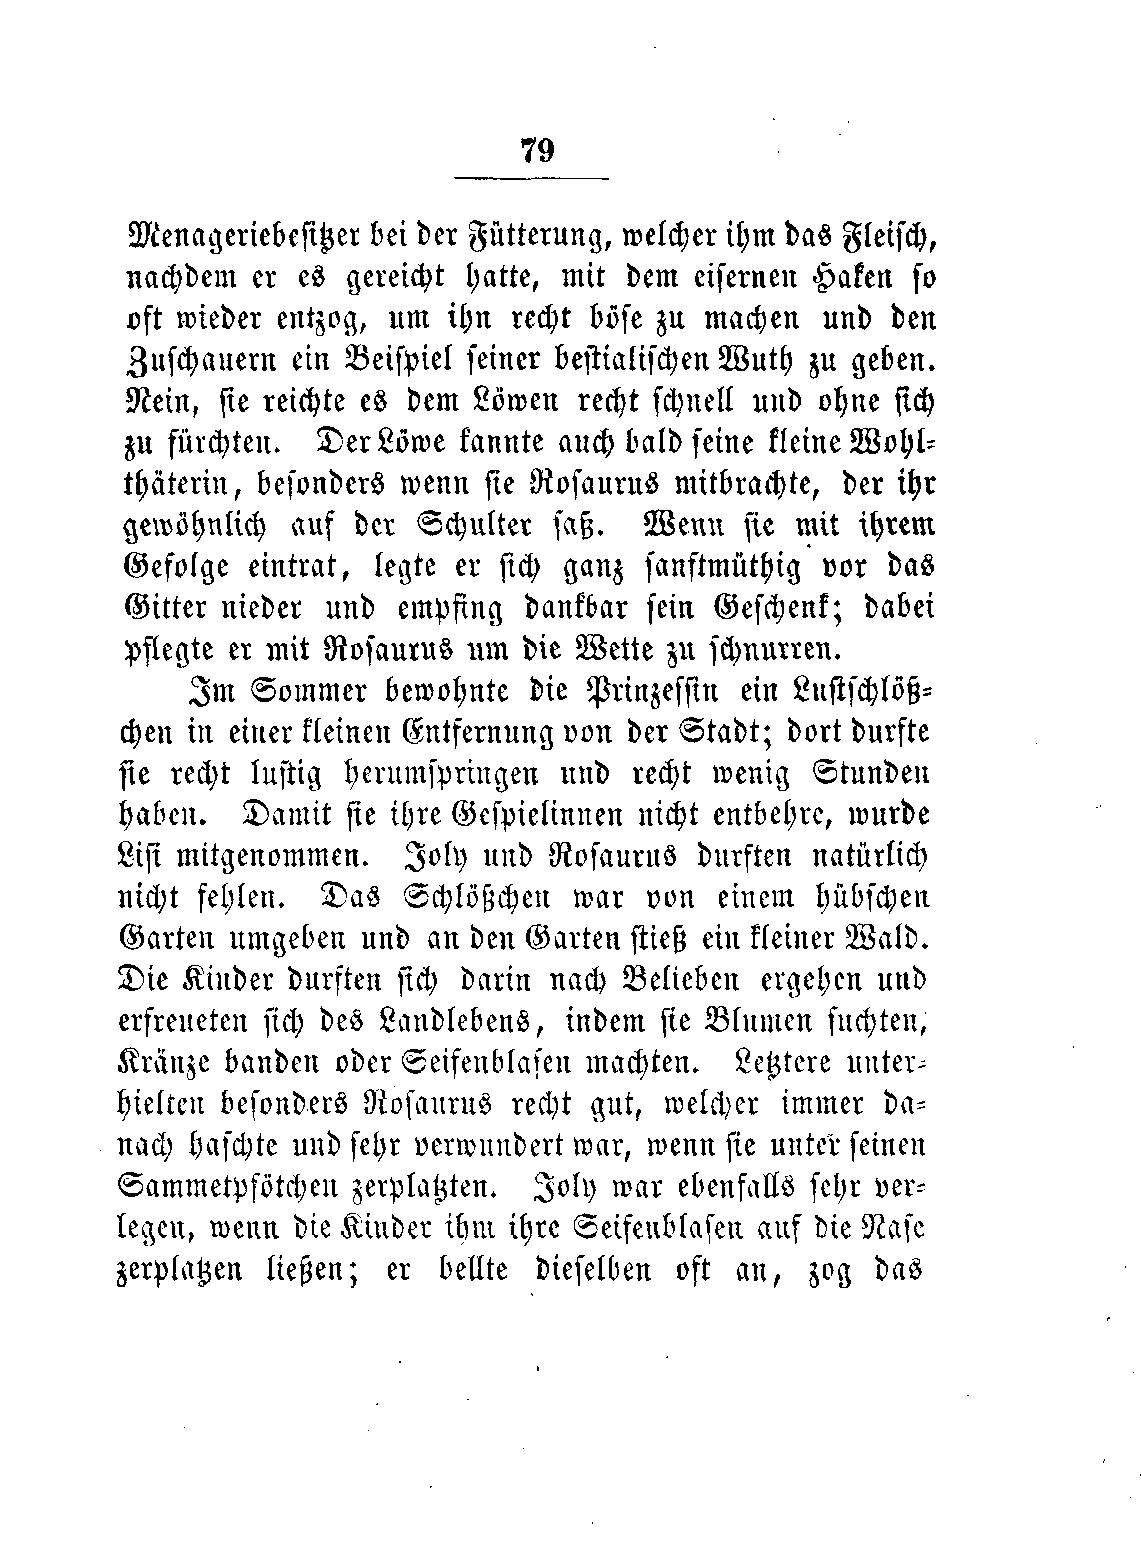 79
Menageriebesitzer bei der Fütterung, welcher ihm das Fleisch,
nachdem er es gereicht hatte, mit dem eisernen Haken so
oft wieder entzog, um ihn recht böse zu machen und den
Zuschauern ein Beispiel seiner bestialischen Wuth zu geben.
Nein, sie reichte es dem Löwen recht schnell und ohne sich
zu fürchten. Der Löwe kannte auch bald seine kleine Wohl-
thäterin, besonders wenn sie Rosaurus mitbrachte, der ihr
gewöhnlich auf der Schulter saß. Wenn sie mit ihrem
Gefolge eintrat, legte er sich ganz sanftmüthig vor das
Gitter nieder und empfing dankbar sein Geschenk; dabei
pflegte er mit Rosaurus um die Wette zu schnurren.
Im Sommer bewohnte die Prinzessin ein Lustschlöß-
chen in einer kleinen Entfernung von der Stadt; dort durfte
sie recht lustig herumspringen und recht wenig Stunden
haben. Damit sie ihre Gespielinnen nicht entbehre, wurde
Lisi mitgenommen. Joly und Rosaurus durften natürlich
nicht fehlen. Das Schlößchen war von einem hübschen
Garten umgeben und an den Garten stieß ein kleiner Wald.
Die Kinder durften sich darin nach Belieben ergehen und
erfreueten sich des Landlebens, indem sie Blumen suchten,
Kränze banden oder Seifenblasen machten. Letztere unter-
hielten besonders Rosaurus recht gut, welcher immer da-
nach haschte und sehr verwundert war, wenn sie unter seinen
Sammetpfötchen zerplatzten. Joly war ebenfalls sehr ver-
legen, wenn die Kinder ihm ihre Seifenblasen auf die Nase
zerplatzen ließen; er bellte dieselben oft an, zog das